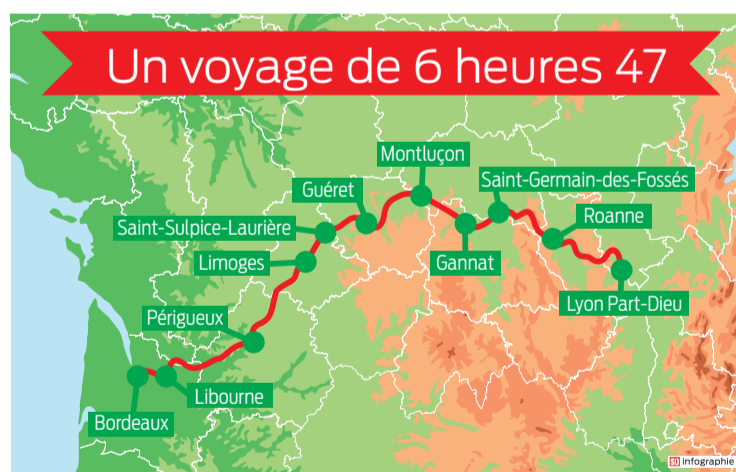 Un voyage de 6 heures 47
Montluçon
Saint-Germain-des-Fossés
Guéret
Roanne
Saint-Sulpice-Laurière
Limoges
Gannat
Lyon Part-Dieu
Périgueux
Libourne
Bordeaux
infographie